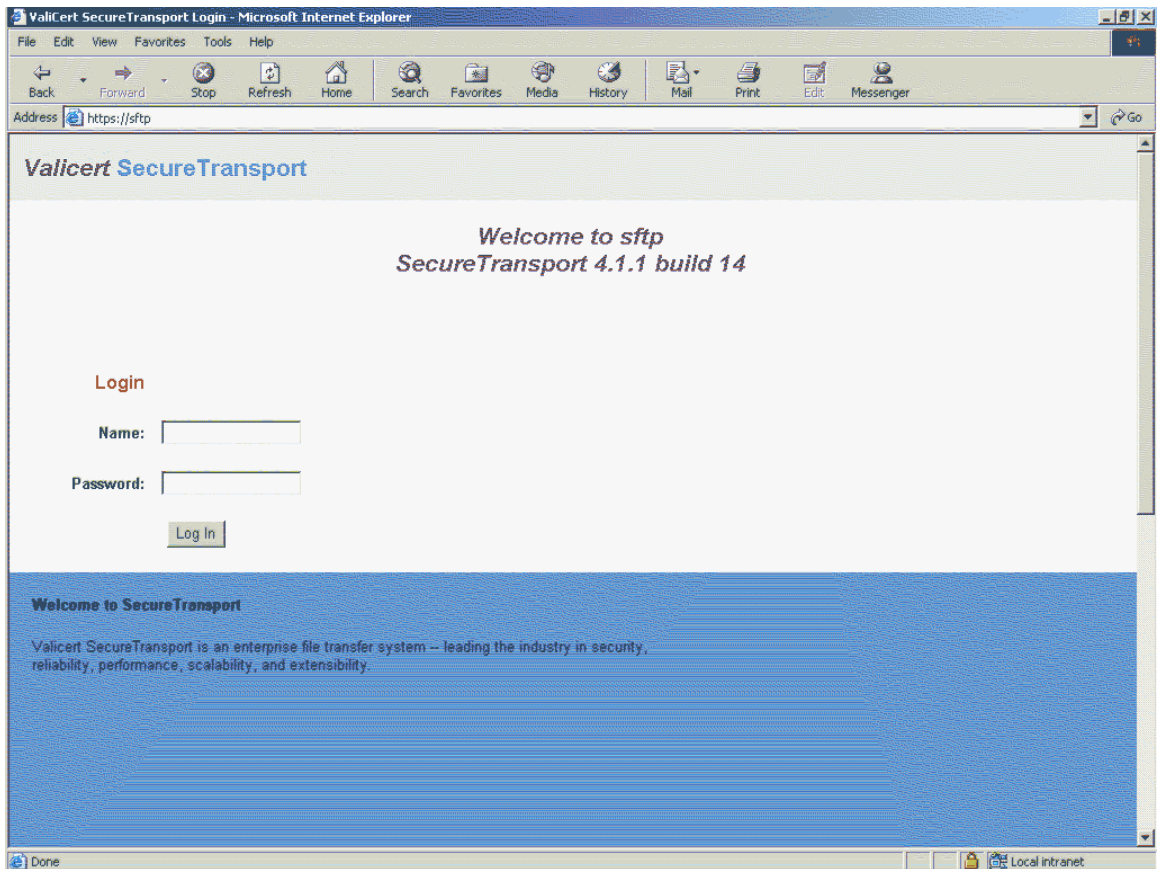 ValiCert SecureTransport Login - Microsoft Internet Explorer
File Edit View Favorites Tools Help
Back Forward Stop Refresh Home Search Favorites Media History Mail Print Edit Messenger
Address https://sftp Go
Valicert SecureTransport
Welcome to sftp
SecureTransport 4.1.1 build 14
Login
Name:
Password:
Log In
Welcome to SecureTransport
Valicert SecureTransport is an enterprise file transfer system -- leading the industry in security,
reliability, performance, scalability, and extensibility.
Done Local intranet